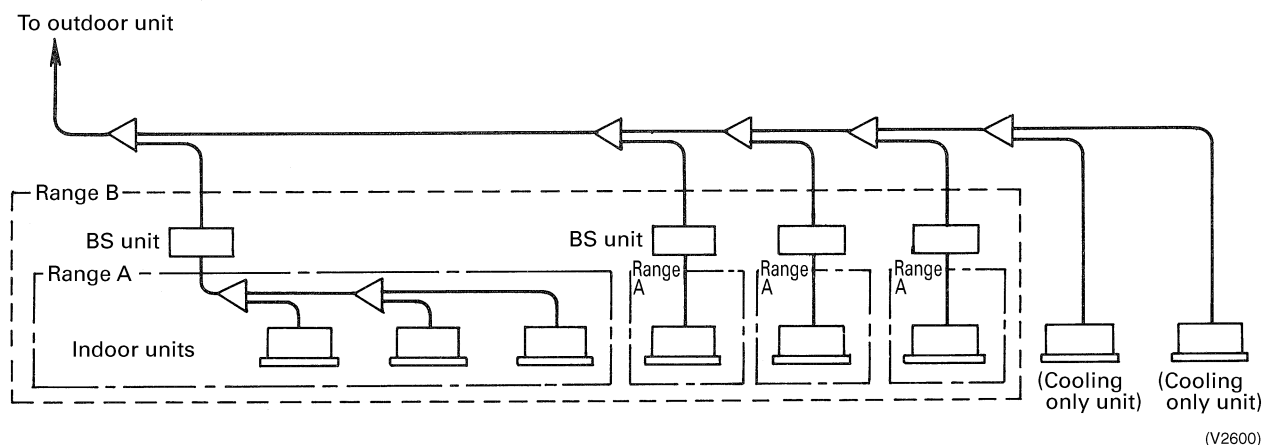 To outdoor unit
Range B
BS unit
BS unit
Range A
Range
A
Range
A
Range
A
Indoor units
(Cooling
only unit)
(Cooling
only unit)
(V2600)